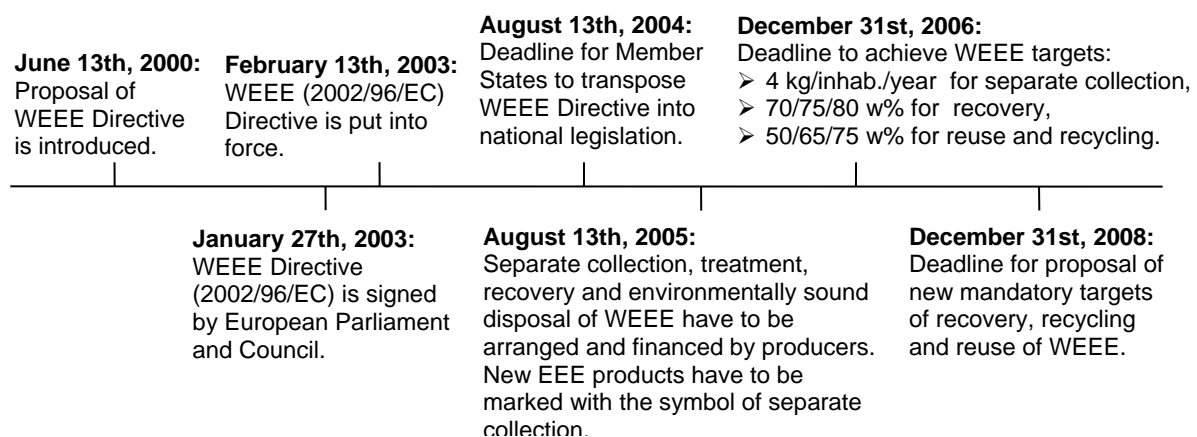 June 13th, 2000:
Proposal of
WEEE Directive
is introduced.
February 13th, 2003:
WEEE (2002/96/EC)
Directive is put into
force.
August 13th, 2004:
Deadline for Member
States to transpose
WEEE Directive into
national legislation.
December 31st, 2006:
Deadline to achieve WEEE targets:
➢ 4 kg/inhab./year for separate collection,
➢ 70/75/80 w% for recovery,
➢ 50/65/75 w% for reuse and recycling.
January 27th, 2003:
WEEE Directive
(2002/96/EC) is signed
by European Parliament
and Council.
August 13th, 2005:
Separate collection, treatment,
recovery and environmentally sound
disposal of WEEE have to be
arranged and financed by producers.
New EEE products have to be
marked with the symbol of separate
collection.
December 31st, 2008:
Deadline for proposal of
new mandatory targets
of recovery, recycling
and reuse of WEEE.